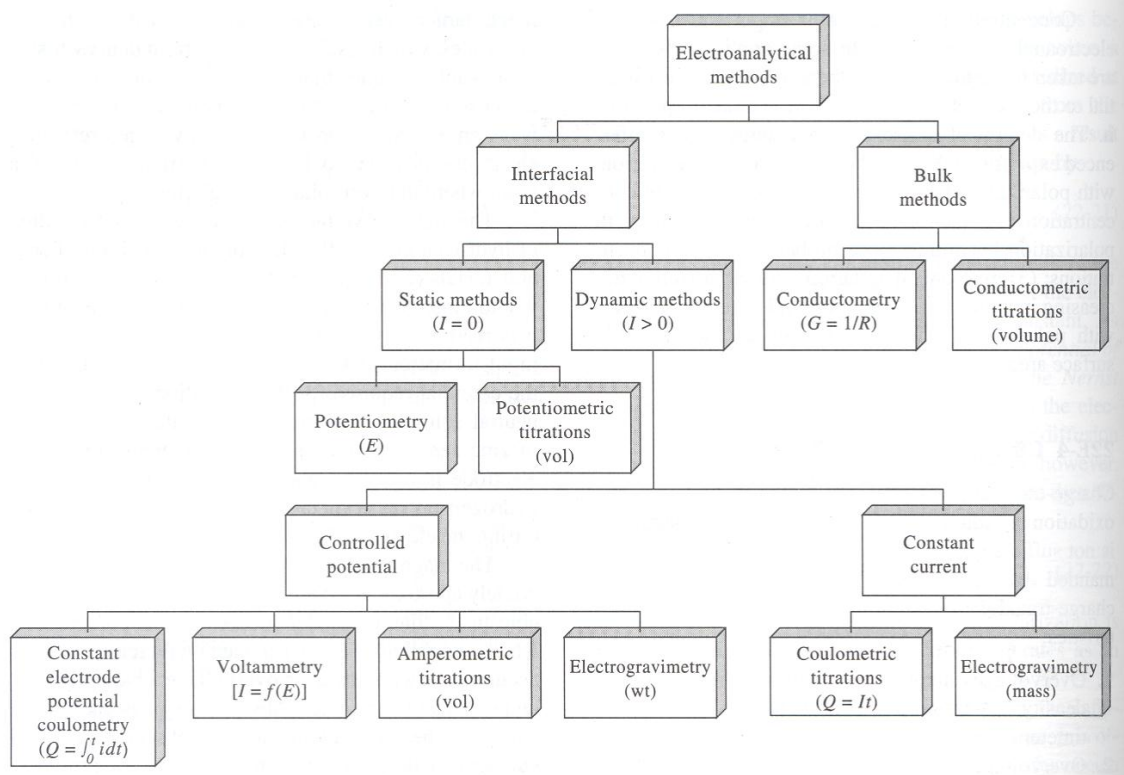 Electroanalytical
methods
Interfacial
methods
Bulk
methods
Static methods
(I = 0)
Dynamic methods
(I > 0)
Conductometry
(G = 1/R)
Conductometric
titrations
(volume)
Potentiometry
(E)
Potentiometric
titrations
(vol)
Controlled
potential
Constant
current
Constant
electrode
potential
coulometry
(Q = ∫₀ᵗ idt)
Voltammetry
[I = f(E)]
Amperometric
titrations
(vol)
Electrogravimetry
(wt)
Coulometric
titrations
(Q = It)
Electrogravimetry
(mass)